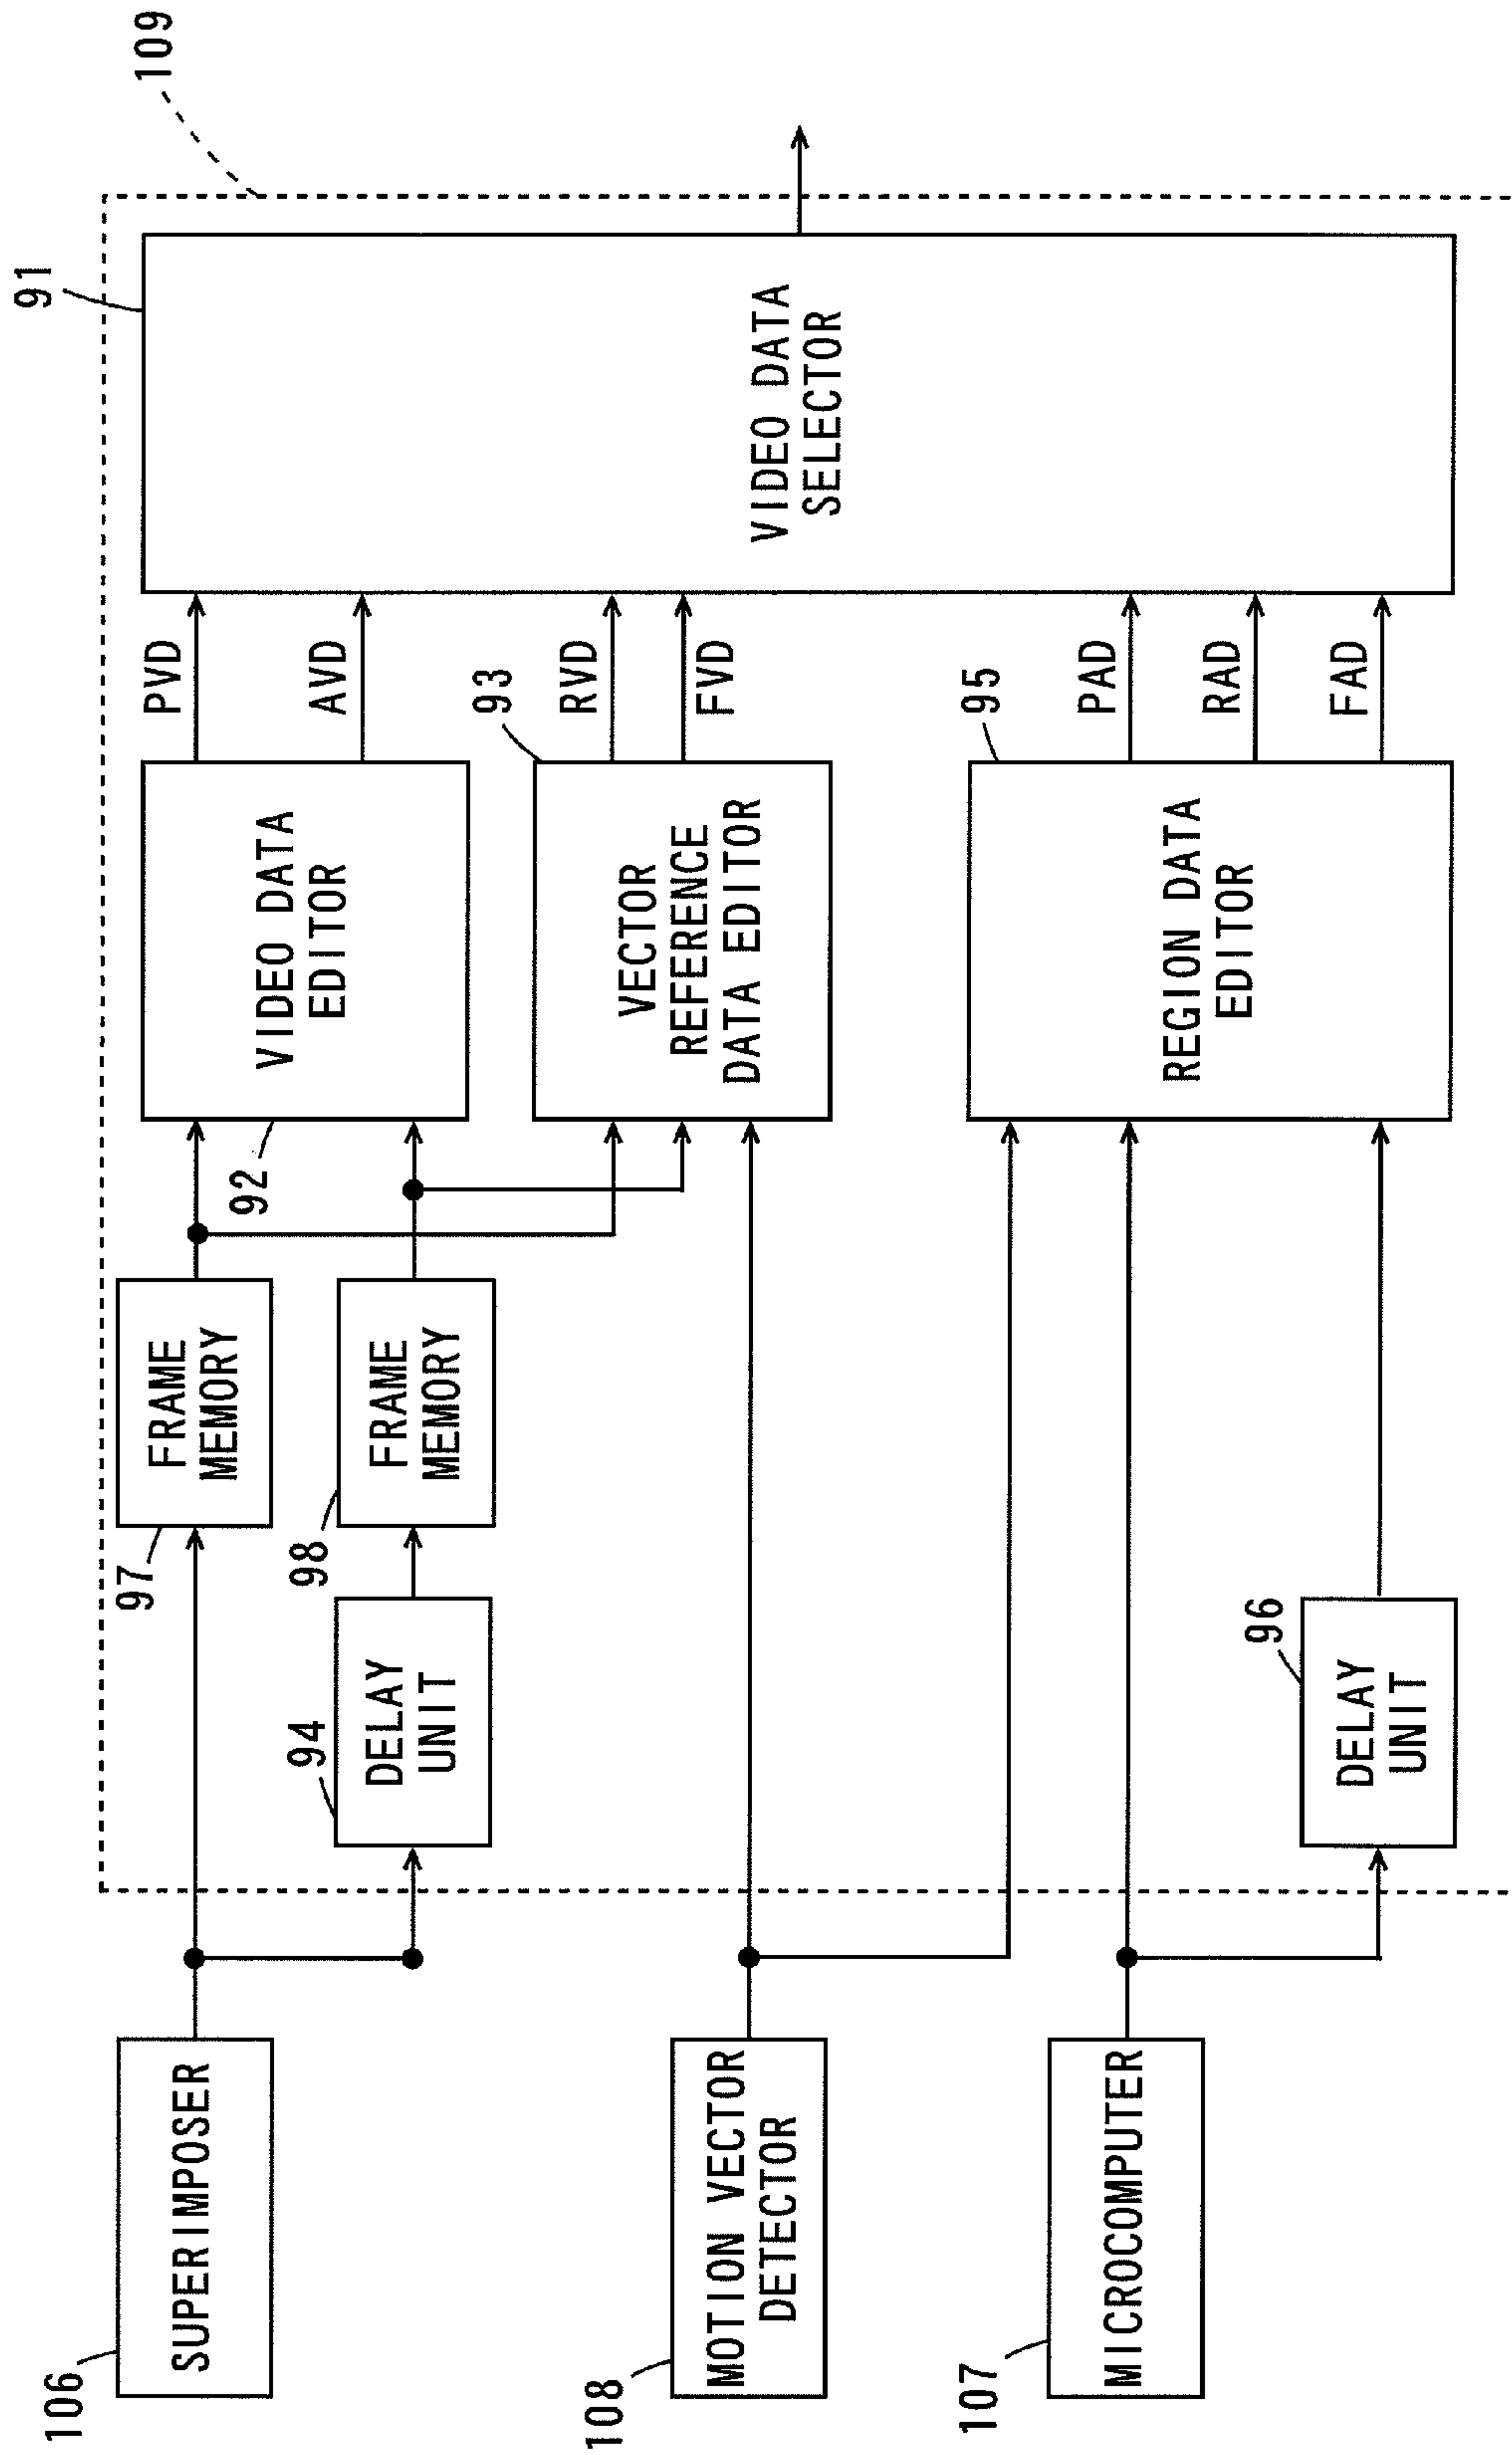 109
91
VIDEO DATA
SELECTOR
PVD
AVD
93
RVD
FVD
95
PAD
RAD
FAD
VIDEO DATA
EDITOR
92
VECTOR
REFERENCE
DATA EDITOR
REGION DATA
EDITOR
FRAME
MEMORY
97
FRAME
MEMORY
98
94
DELAY
UNIT
96
DELAY
UNIT
106
SUPERIMPOSER
108
MOTION VECTOR
DETECTOR
107
MICROCOMPUTER